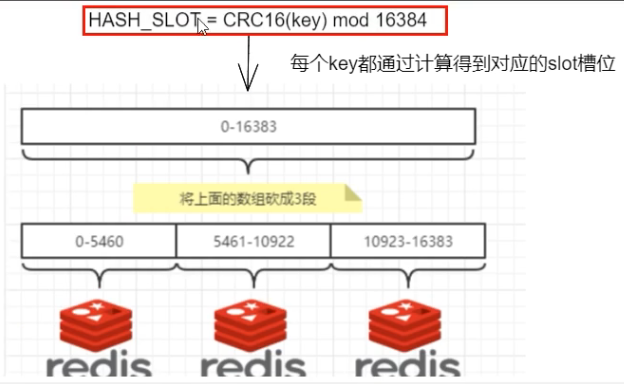 HASH_SLOT = CRC16(key) mod 16384
每个key都通过计算得到对应的slot槽位
0-16383
将上面的数组砍成3段
0-5460 5461-10922 10923-16383
redis redis redis